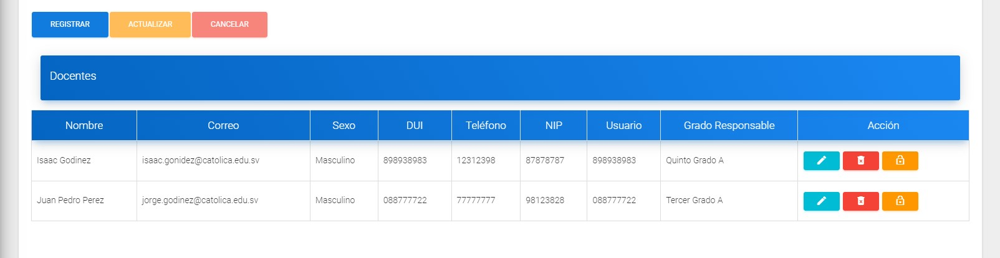 REGISTRAR ACTUALIZAR CANCELAR
Docentes
Nombre Correo Sexo DUI Teléfono NIP Usuario Grado Responsable Acción
Isaac Godinez isaac.gonidez@catolica.edu.sv Masculino 898938983 12312398 87878787 898938983 Quinto Grado A
Juan Pedro Perez jorge.godinez@catolica.edu.sv Masculino 088777722 77777777 98123828 088777722 Tercer Grado A